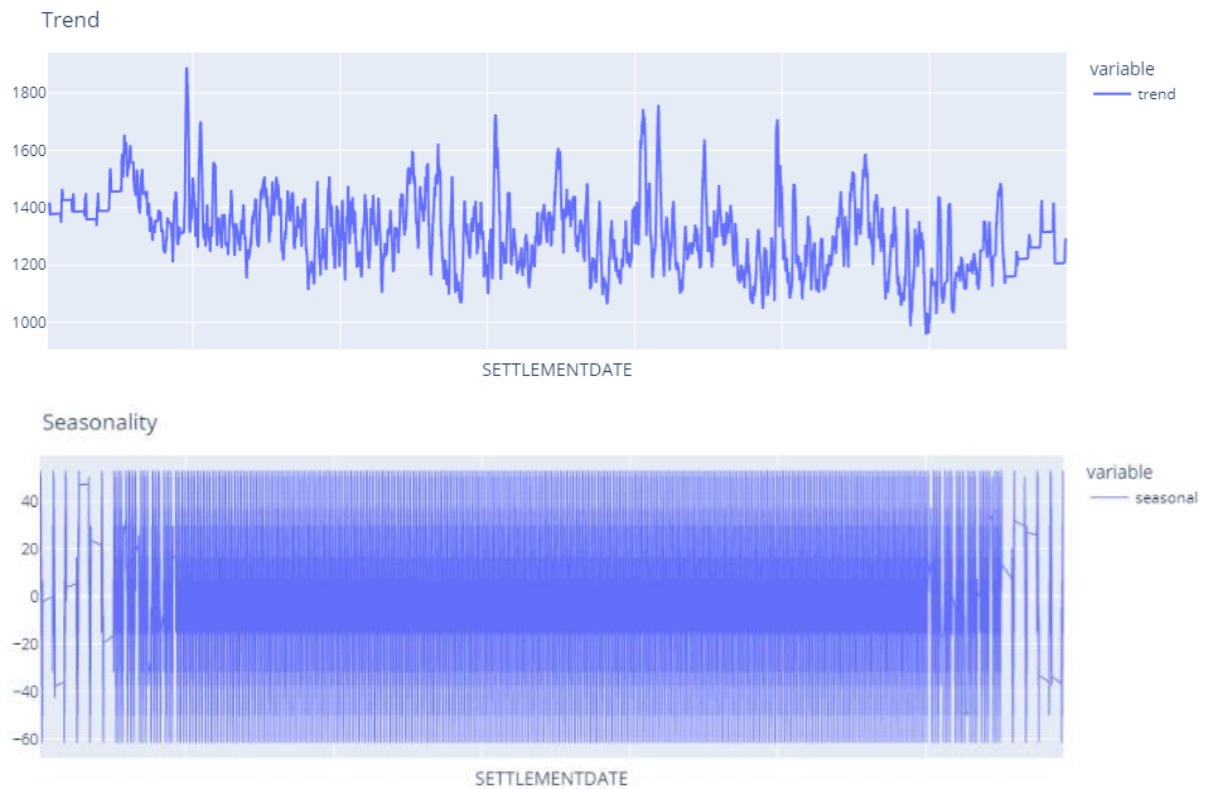 Trend
1800
1600
1400
1200
1000
SETTLEMENTDATE
variable
trend
Seasonality
40
20
0
−20
−40
−60
SETTLEMENTDATE
variable
seasonal